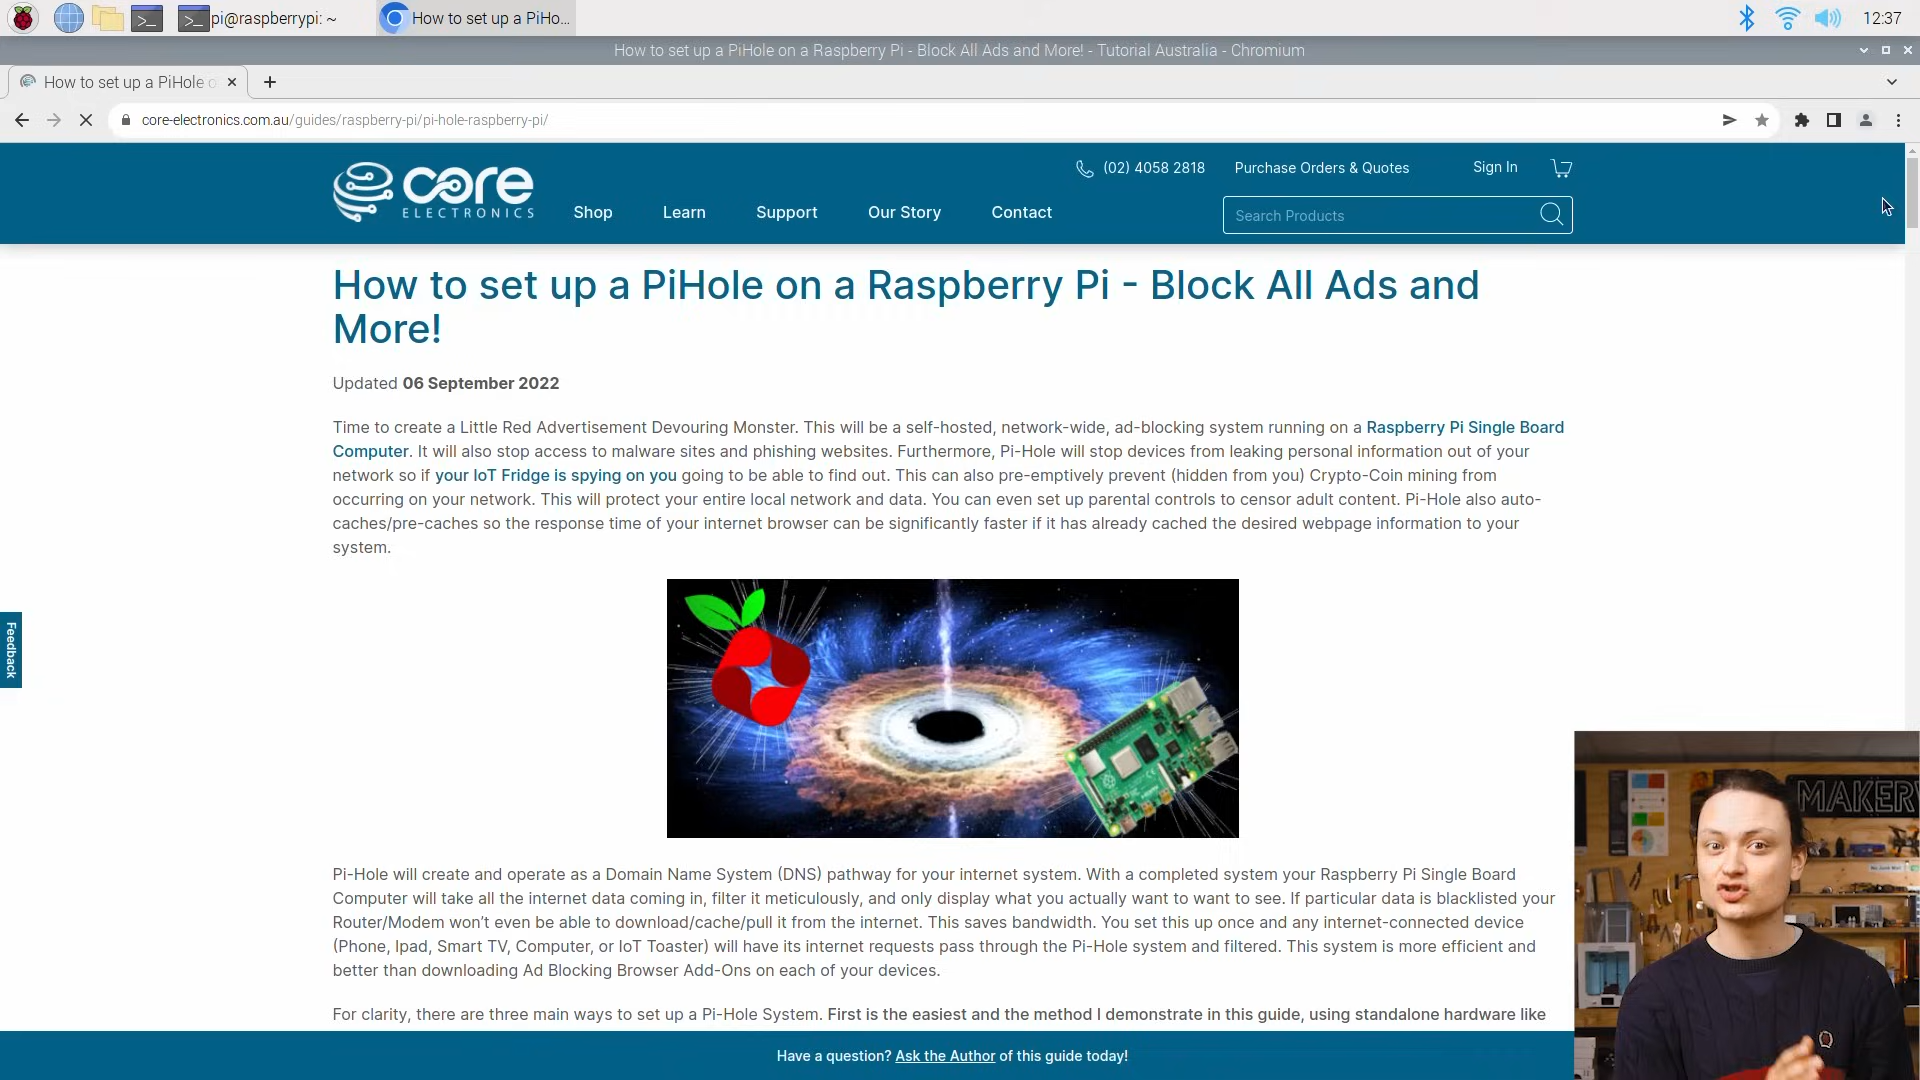 pi@raspberrypi: ~
How to set up a PiHo...
12:37
How to set up a PiHole on a Raspberry Pi - Block All Ads and More! - Tutorial Australia - Chromium
How to set up a PiHole o
core-electronics.com.au/guides/raspberry-pi/pi-hole-raspberry-pi/
(02) 4058 2818
Purchase Orders & Quotes
Sign In
core
ELECTRONICS
Shop
Learn
Support
Our Story
Contact
Search Products
How to set up a PiHole on a Raspberry Pi - Block All Ads and
More!
Updated 06 September 2022
Time to create a Little Red Advertisement Devouring Monster. This will be a self-hosted, network-wide, ad-blocking system running on a Raspberry Pi Single Board
Computer. It will also stop access to malware sites and phishing websites. Furthermore, Pi-Hole will stop devices from leaking personal information out of your
network so if your IoT Fridge is spying on you going to be able to find out. This can also pre-emptively prevent (hidden from you) Crypto-Coin mining from
occurring on your network. This will protect your entire local network and data. You can even set up parental controls to censor adult content. Pi-Hole also auto-
caches/pre-caches so the response time of your internet browser can be significantly faster if it has already cached the desired webpage information to your
system.
Feedback
Pi-Hole will create and operate as a Domain Name System (DNS) pathway for your internet system. With a completed system your Raspberry Pi Single Board
Computer will take all the internet data coming in, filter it meticulously, and only display what you actually want to want to see. If particular data is blacklisted your
Router/Modem won't even be able to download/cache/pull it from the internet. This saves bandwidth. You set this up once and any internet-connected device
(Phone, Ipad, Smart TV, Computer, or IoT Toaster) will have its internet requests pass through the Pi-Hole system and filtered. This system is more efficient and
better than downloading Ad Blocking Browser Add-Ons on each of your devices.
For clarity, there are three main ways to set up a Pi-Hole System. First is the easiest and the method I demonstrate in this guide, using standalone hardware like
Have a question? Ask the Author of this guide today!
MAKER